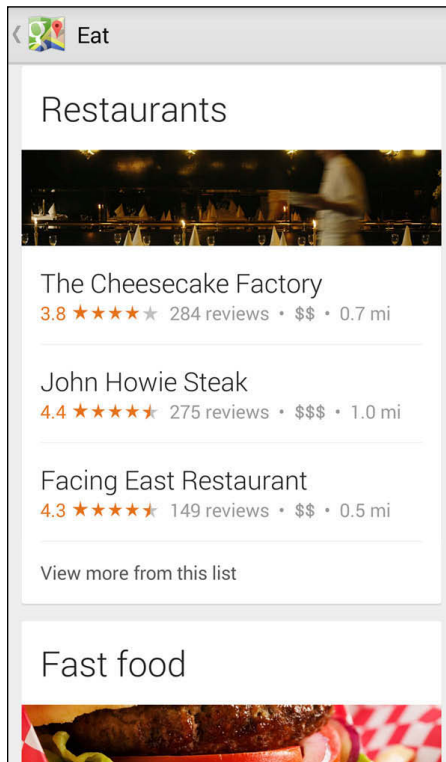 Eat
Restaurants
The Cheesecake Factory
3.8 ★★★★★ 284 reviews • $$ • 0.7 mi
John Howie Steak
4.4 ★★★★★ 275 reviews • $$$ • 1.0 mi
Facing East Restaurant
4.3 ★★★★★ 149 reviews • $$ • 0.5 mi
View more from this list
Fast food